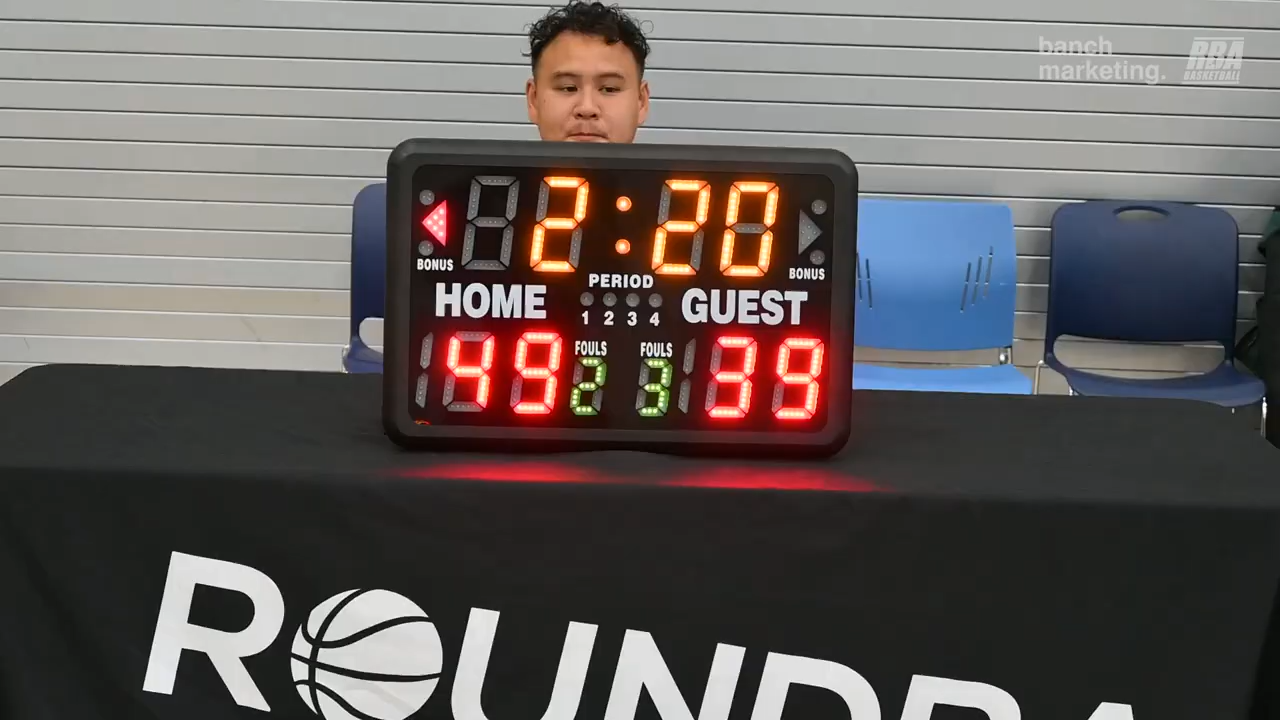 banch
marketing.
RBA
BASKETBALL
2:20
BONUS
BONUS
PERIOD
HOME
GUEST
1 2 3 4
FOULS
FOULS
49
2
3
39
ROUNDBA